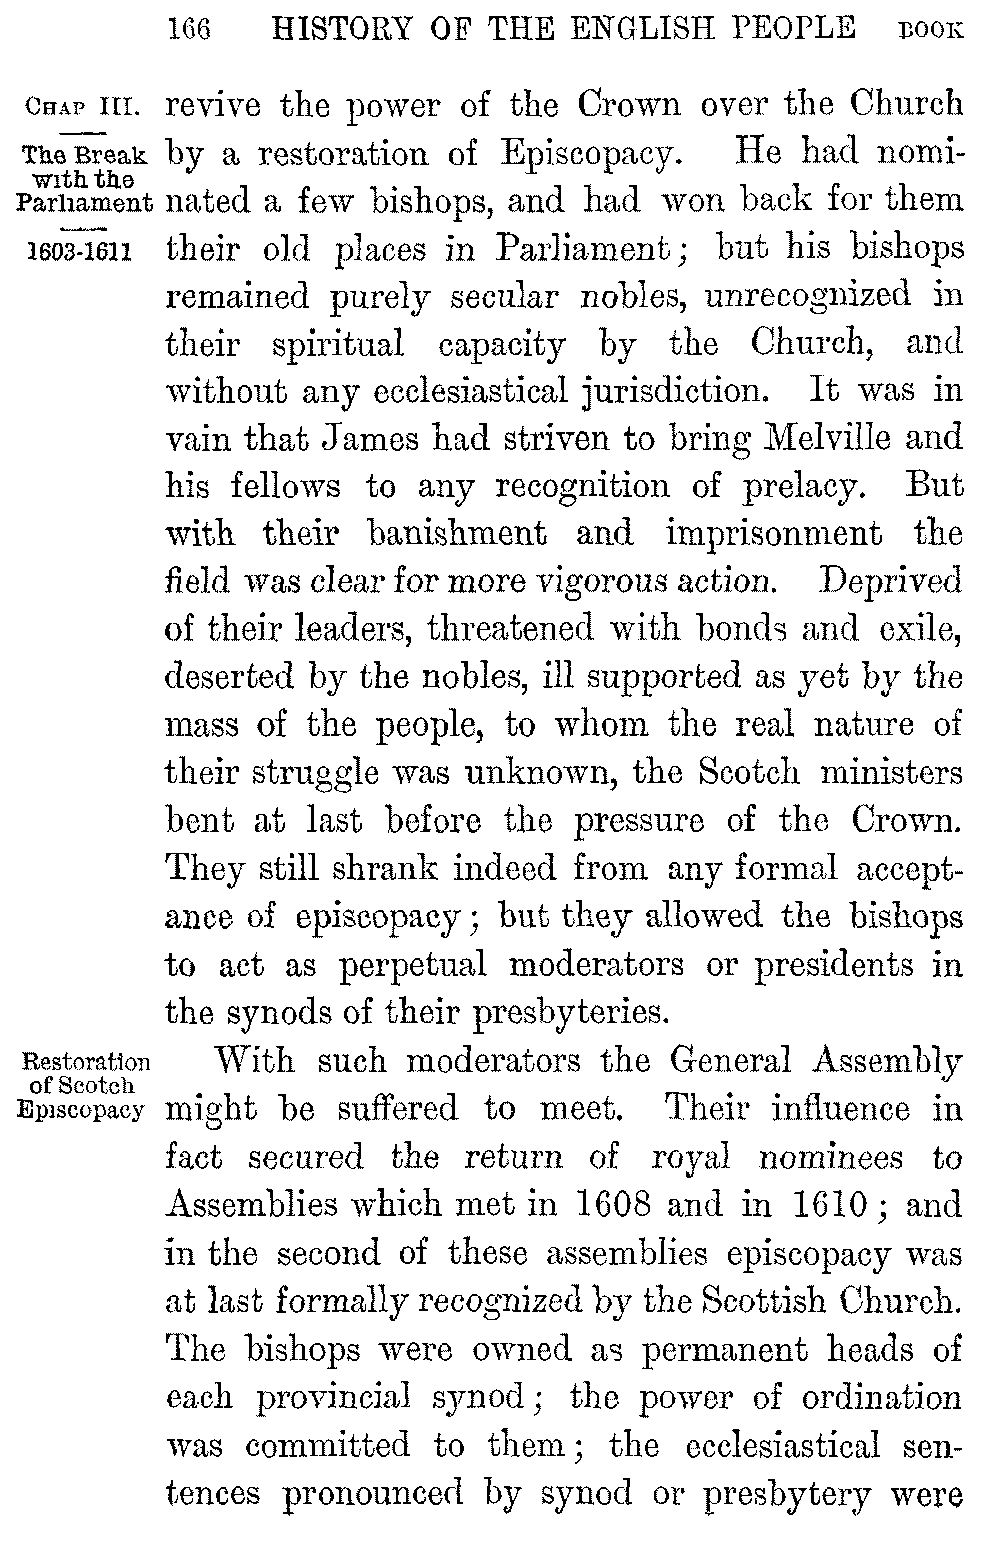 166 HISTORY OF THE ENGLISH PEOPLE BOOK
CHAP III.
The Break
with the
Parliament
1603-1611
revive the power of the Crown over the Church
by a restoration of Episcopacy. He had nomi-
nated a few bishops, and had won back for them
their old places in Parliament; but his bishops
remained purely secular nobles, unrecognized in
their spiritual capacity by the Church, and
without any ecclesiastical jurisdiction. It was in
vain that James had striven to bring Melville and
his fellows to any recognition of prelacy. But
with their banishment and imprisonment the
field was clear for more vigorous action. Deprived
of their leaders, threatened with bonds and exile,
deserted by the nobles, ill supported as yet by the
mass of the people, to whom the real nature of
their struggle was unknown, the Scotch ministers
bent at last before the pressure of the Crown.
They still shrank indeed from any formal accept-
ance of episcopacy; but they allowed the bishops
to act as perpetual moderators or presidents in
the synods of their presbyteries.
Restoration
of Scotch
Episcopacy
With such moderators the General Assembly
might be suffered to meet. Their influence in
fact secured the return of royal nominees to
Assemblies which met in 1608 and in 1610; and
in the second of these assemblies episcopacy was
at last formally recognized by the Scottish Church.
The bishops were owned as permanent heads of
each provincial synod; the power of ordination
was committed to them; the ecclesiastical sen-
tences pronounced by synod or presbytery were